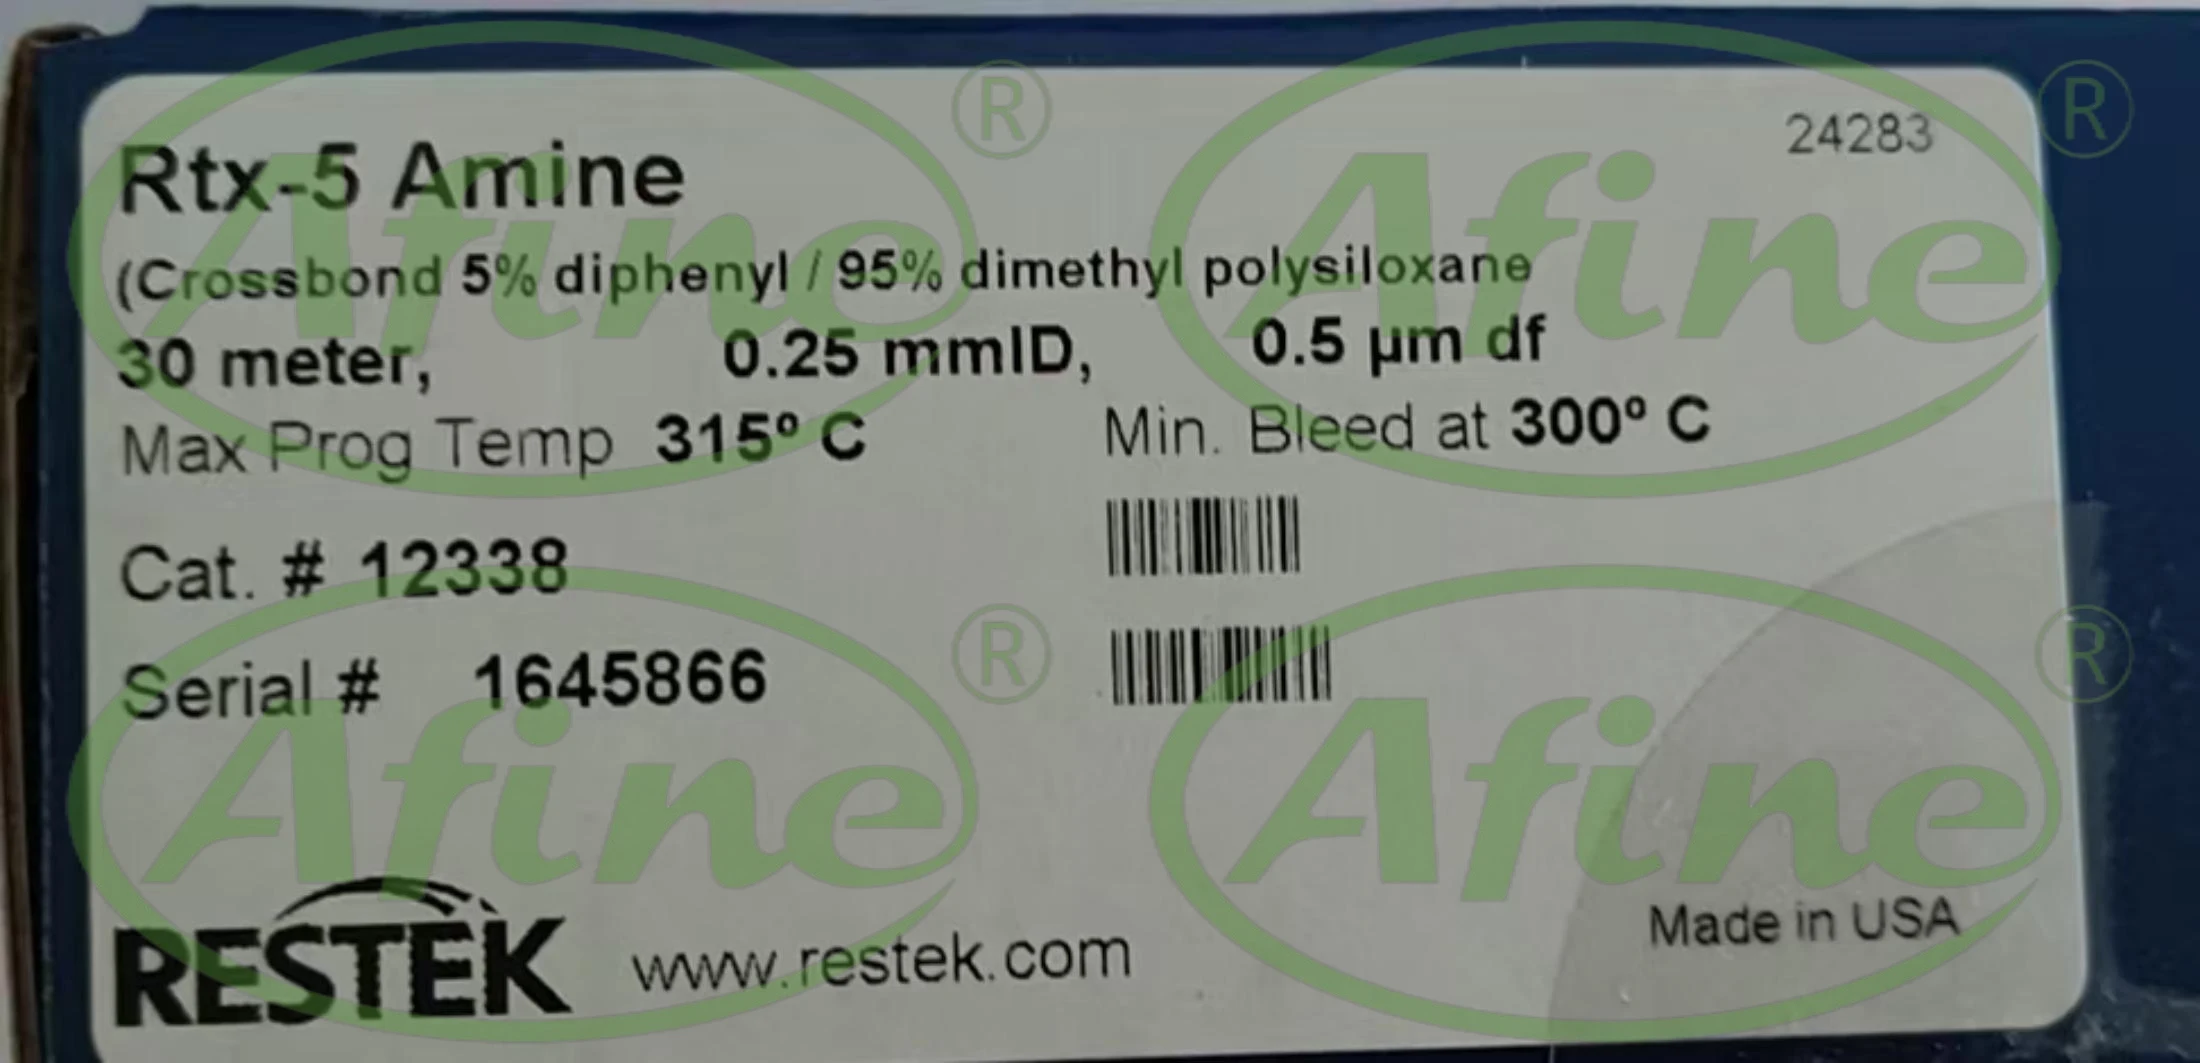 24283
Rtx-5 Amine
(Crossbond 5% diphenyl / 95% dimethyl polysiloxane
30 meter, 0.25 mmID, 0.5 µm df
Max Prog Temp 315º C Min. Bleed at 300º C
Cat. # 12338
Serial # 1645866
RESTEK www.restek.com
Made in USA
Afine ®
Afine ®
Afine ®
Afine ®